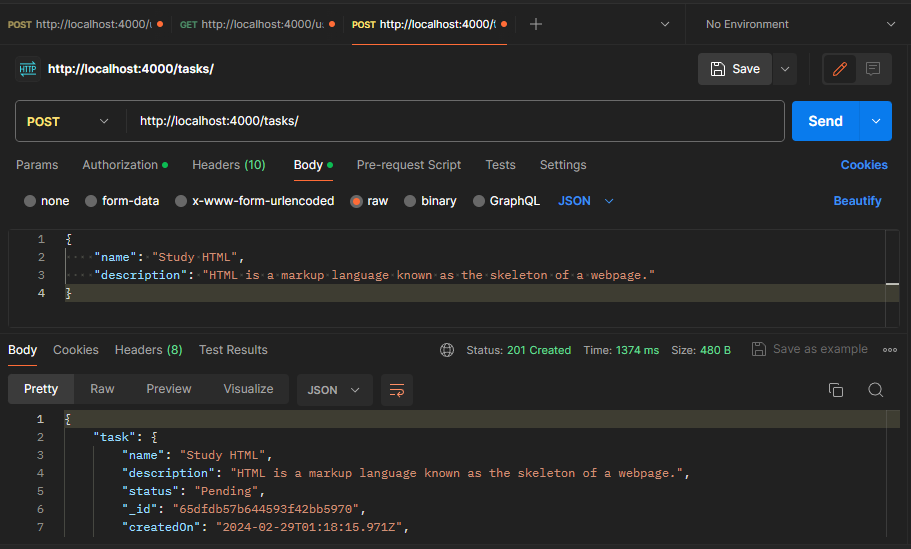 POST http://localhost:4000/u
GET http://localhost:4000/u
POST http://localhost:4000/t
No Environment
HTTP http://localhost:4000/tasks/
Save
POST http://localhost:4000/tasks/
Send
Params Authorization Headers (10) Body Pre-request Script Tests Settings Cookies
none form-data x-www-form-urlencoded raw binary GraphQL JSON Beautify
1 {
2 "name": "Study HTML",
3 "description": "HTML is a markup language known as the skeleton of a webpage."
4 }
Body Cookies Headers (8) Test Results Status: 201 Created Time: 1374 ms Size: 480 B Save as example
Pretty Raw Preview Visualize JSON
1 {
2 "task": {
3 "name": "Study HTML",
4 "description": "HTML is a markup language known as the skeleton of a webpage.",
5 "status": "Pending",
6 "_id": "65dfdb57b644593f42bb5970",
7 "createdOn": "2024-02-29T01:18:15.971Z",